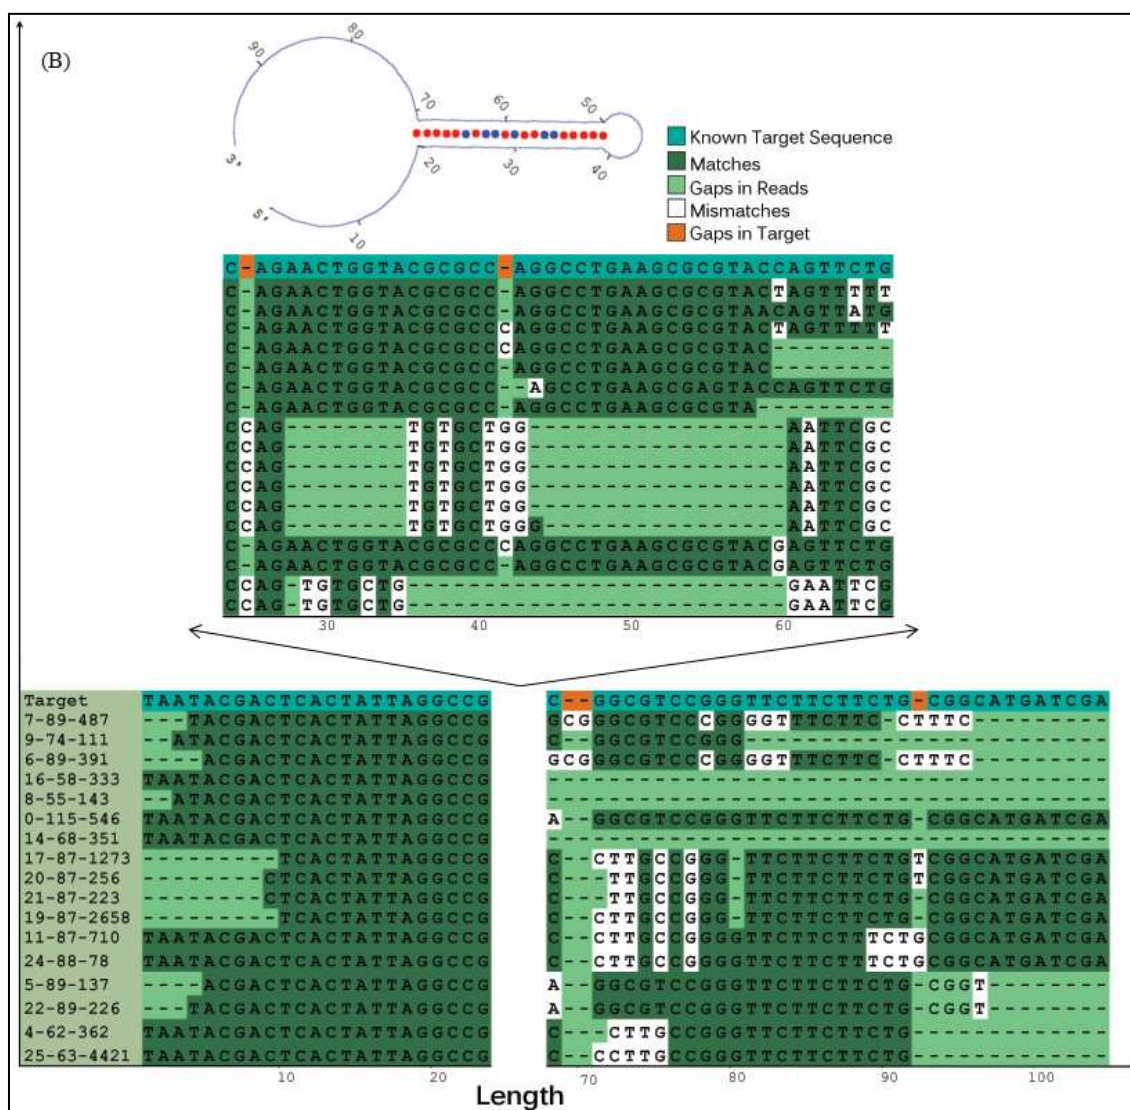 (B)
90
80
70
60
50
3'
5'
10
20
30
40
Known Target Sequence
Matches
Gaps in Reads
Mismatches
Gaps in Target
C-AGAACTGGTACGCGCC-AGGCCTGAAGCGCGTACCAGTTCTG
C-AGAACTGGTACGCGCC-AGGCCTGAAGCGCGTACTAGTTTTT
C-AGAACTGGTACGCGCC-AGGCCTGAAGCGCGTAACAGTTATG
C-AGAACTGGTACGCGCCCAGGCCTGAAGCGCGTACTAGTTTTT
C-AGAACTGGTACGCGCCCAGGCCTGAAGCGCGTAC--------
C-AGAACTGGTACGCGCC-AGGCCTGAAGCGCGTAC--------
C-AGAACTGGTACGCGCC--AGCCTGAAGCGAGTACCAGTTCTG
C-AGAACTGGTACGCGCC-AGGCCTGAAGCGCGTA---------
CCAG--------TGTGCTGG-----------------AATTCGC
CCAG--------TGTGCTGG-----------------AATTCGC
CCAG--------TGTGCTGG-----------------AATTCGC
CCAG--------TGTGCTGG-----------------AATTCGC
CCAG--------TGTGCTGG-----------------AATTCGC
CCAG--------TGTGCTGGG----------------AATTCGC
C-AGAACTGGTACGCGCCCAGGCCTGAAGCGCGTACGAGTTCTG
C-AGAACTGGTACGCGCC-AGGCCTGAAGCGCGTACGAGTTCTG
CCAG-TGTGCTG-------------------------GAATTCG
CCAG-TGTGCTG-------------------------GAATTCG
30 40 50 60
Target TAATACGACTCACTATTAGGCCG C--GGCGTCCGGGTTCTTCTTCTG-CGGCATGATCGA
7-89-487 ---TACGACTCACTATTAGGCCG GCGGGCGTCCCGGGGTTTCTTC-CTTTC---------
9-74-111 --ATACGACTCACTATTAGGCCG C--GGCGTCCGGG------------------------
6-89-391 ----ACGACTCACTATTAGGCCG GCGGGCGTCCCGGGGTTTCTTC-CTTTC---------
16-58-333 TAATACGACTCACTATTAGGCCG -------------------------------------
8-55-143 --ATACGACTCACTATTAGGCCG -------------------------------------
0-115-546 TAATACGACTCACTATTAGGCCG A--GGCGTCCGGGTTCTTCTTCTG-CGGCATGATCGA
14-68-351 TAATACGACTCACTATTAGGCCG -------------------------------------
17-87-1273 ---------TCACTATTAGGCCG C--CTTGCCGGG-TTCTTCTTCTGTCGGCATGATCGA
20-87-256 --------CTCACTATTAGGCCG C---TTGCCGGG-TTCTTCTTCTGTCGGCATGATCGA
21-87-223 --------CTCACTATTAGGCCG C---TTGCCGGG-TTCTTCTTCTG-CGGCATGATCGA
19-87-2658 ---------TCACTATTAGGCCG C--CTTGCCGGG-TTCTTCTTCTG-CGGCATGATCGA
11-87-710 TAATACGACTCACTATTAGGCCG C--CTTGCCGGGGTTCTTCTTTCTGCGGCATGATCGA
24-88-78 TAATACGACTCACTATTAGGCCG C--CTTGCCGGGGTTCTTCTTTCTGCGGCATGATCGA
5-89-137 ----ACGACTCACTATTAGGCCG A--GGCGTCCGGGTTCTTCTTCTG-CGGT--------
22-89-226 ---TACGACTCACTATTAGGCCG A--GGCGTCCGGGTTCTTCTTCTG-CGGT--------
4-62-362 TAATACGACTCACTATTAGGCCG C---CTTGCCGGGTTCTTCTTCTG-------------
25-63-4421 TAATACGACTCACTATTAGGCCG C--CCTTGCCGGGTTCTTCTTCTG-------------
10 20 70 80 90 100
Length